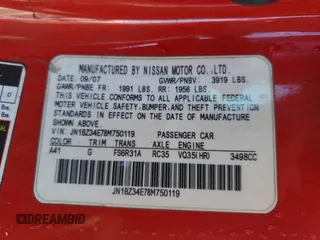 MANUFACTURED BY NISSAN MOTOR CO.,LTD.
DATE: 09/07 GVWR/PNBV: 3919 LBS.
GAWR/PNBE FR: 1991 LBS. RR: 1956 LBS.
THIS VEHICLE CONFORMS TO ALL APPLICABLE FEDERAL
MOTOR VEHICLE SAFETY,BUMPER,AND THEFT PREVENTION
STANDARDS IN EFFECT ON THE DATE OF MANUFACTURE
SHOWN ABOVE.
VIN: JN1BZ34E78M750119 PASSENGER CAR
COLOR TRIM TRANS AXLE ENGINE
A41 G FS6R31A RC35 VQ35(HR) 3498CC
JN1BZ34E78M750119
lbs.
© DREAMBID.COM